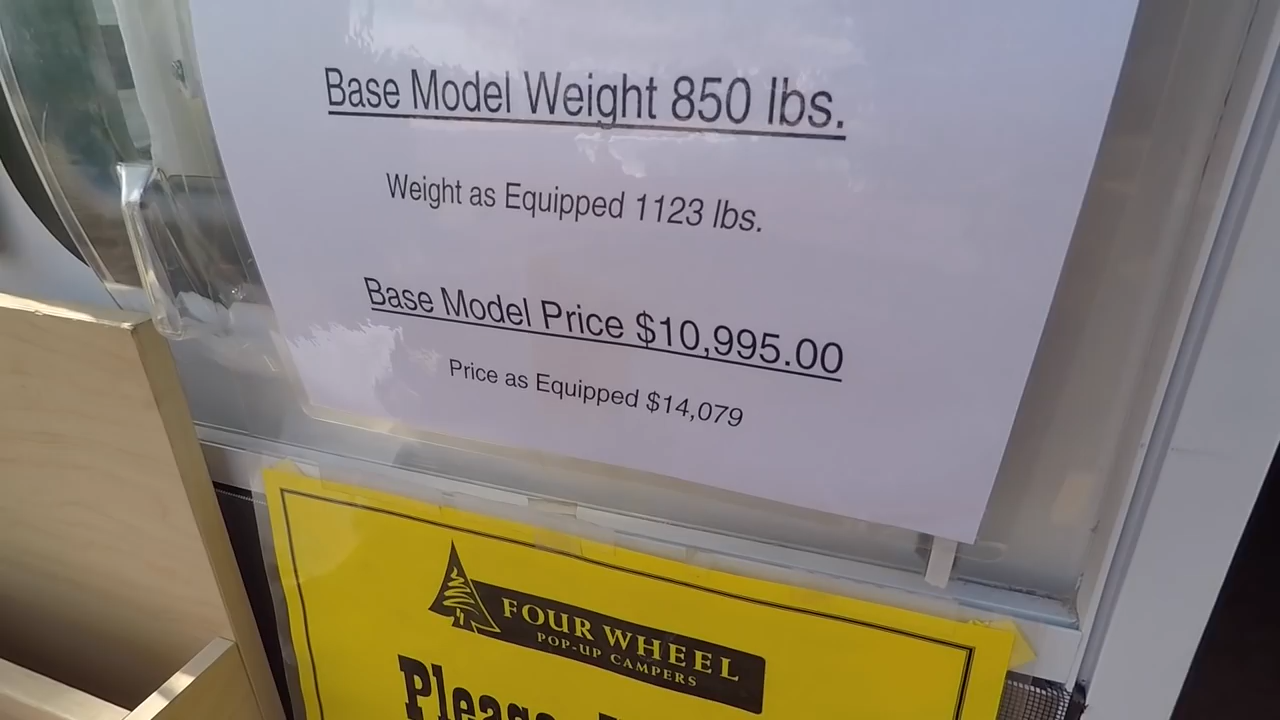 Base Model Weight 850 lbs.
Weight as Equipped 1123 lbs.
Base Model Price $10,995.00
Price as Equipped $14,079
FOUR WHEEL
POP-UP CAMPERS
Please